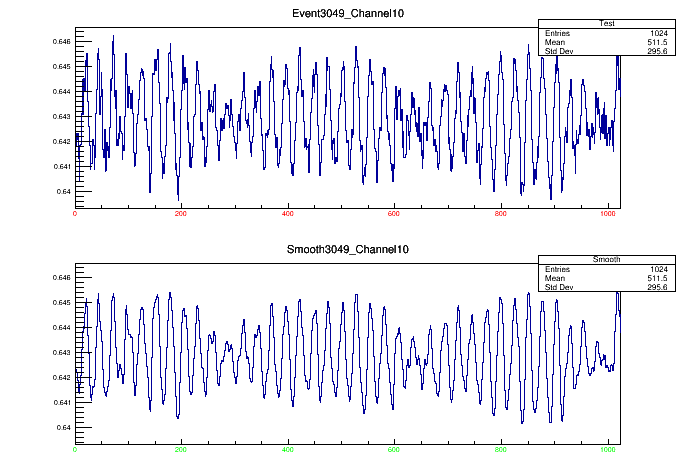 Event3049_Channel10
Test
Entries 1024
Mean 511.5
Std Dev 295.6
0.646
0.645
0.644
0.643
0.642
0.641
0.64
0 200 400 600 800 1000
Smooth3049_Channel10
Smooth
Entries 1024
Mean 511.5
Std Dev 295.6
0.646
0.645
0.644
0.643
0.642
0.641
0.64
0 200 400 600 800 1000